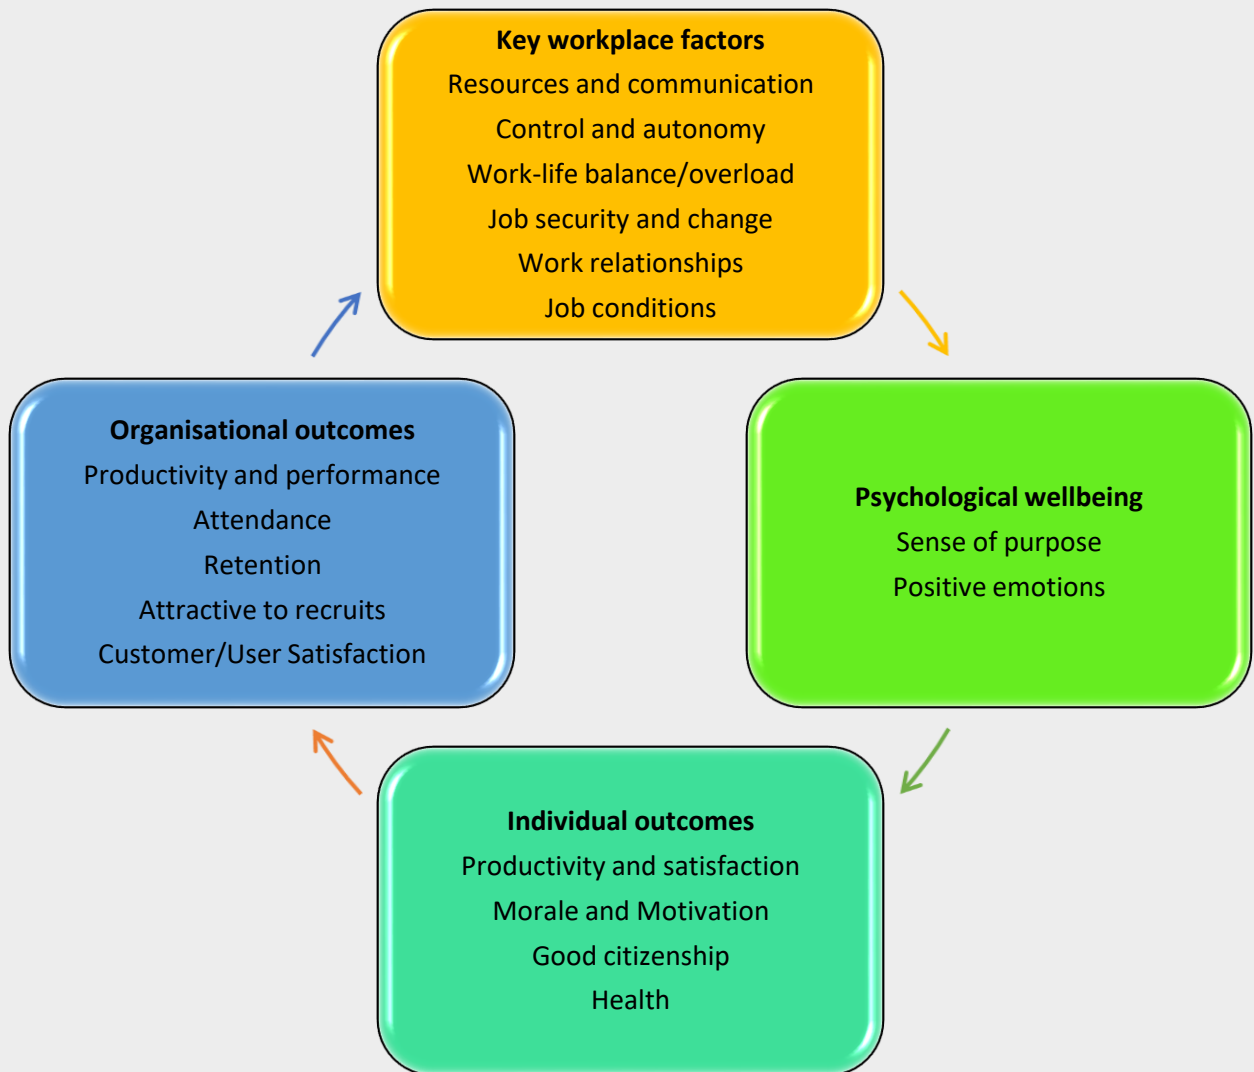 Key workplace factors
Resources and communication
Control and autonomy
Work-life balance/overload
Job security and change
Work relationships
Job conditions
Organisational outcomes
Productivity and performance
Attendance
Retention
Attractive to recruits
Customer/User Satisfaction
Psychological wellbeing
Sense of purpose
Positive emotions
Individual outcomes
Productivity and satisfaction
Morale and Motivation
Good citizenship
Health